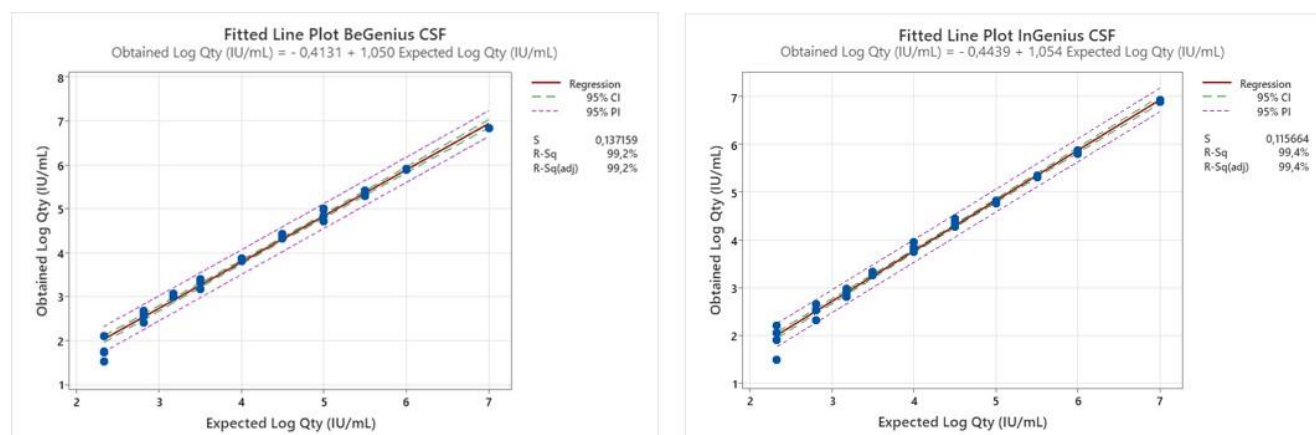 Fitted Line Plot BeGenius CSF
Obtained Log Qty (IU/mL) = - 0,4131 + 1,050 Expected Log Qty (IU/mL)
Obtained Log Qty (IU/mL)
8
7
6
5
4
3
2
1
2 3 4 5 6 7
Expected Log Qty (IU/mL)
Regression
95% CI
95% PI
S 0,137159
R-Sq 99,2%
R-Sq(adj) 99,2%
Fitted Line Plot InGenius CSF
Obtained Log Qty (IU/mL) = - 0,4439 + 1,054 Expected Log Qty (IU/mL)
Obtained Log Qty (IU/mL)
7
6
5
4
3
2
1
2 3 4 5 6 7
Expected Log Qty (IU/mL)
Regression
95% CI
95% PI
S 0,115664
R-Sq 99,4%
R-Sq(adj) 99,4%